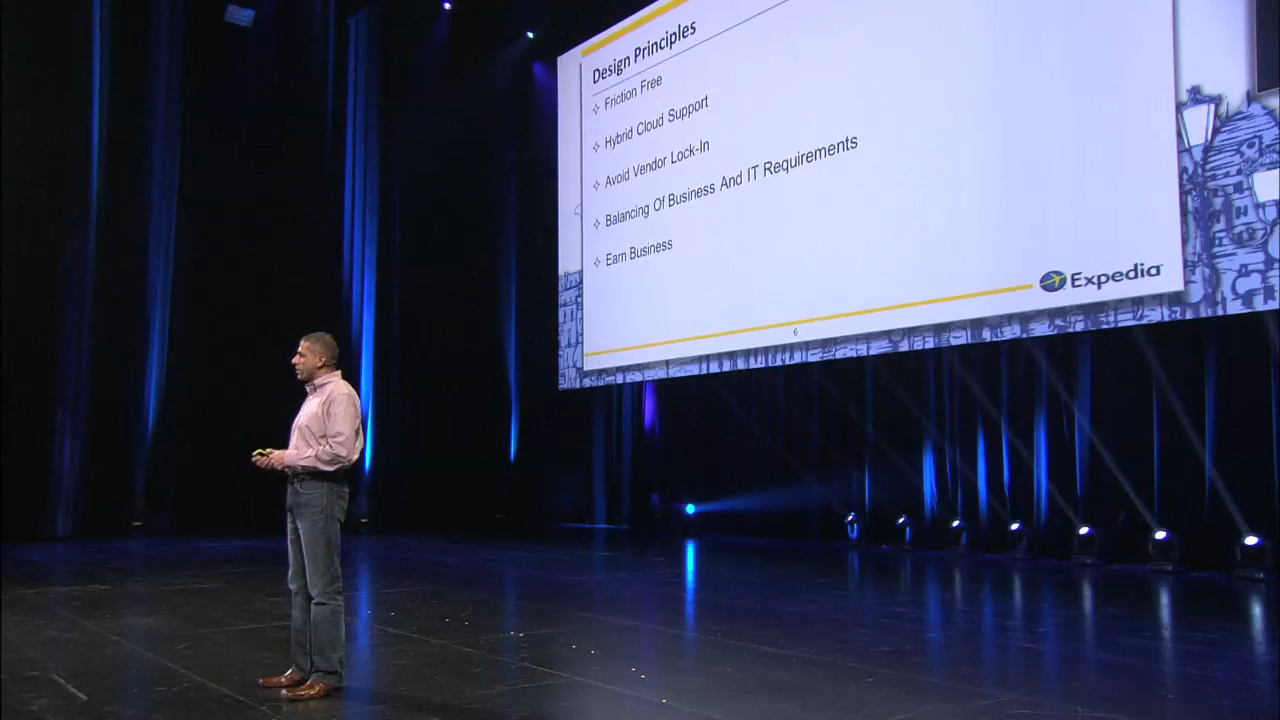 Design Principles
Friction Free
Hybrid Cloud Support
Avoid Vendor Lock-In
Balancing Of Business And IT Requirements
Earn Business
Expedia
6